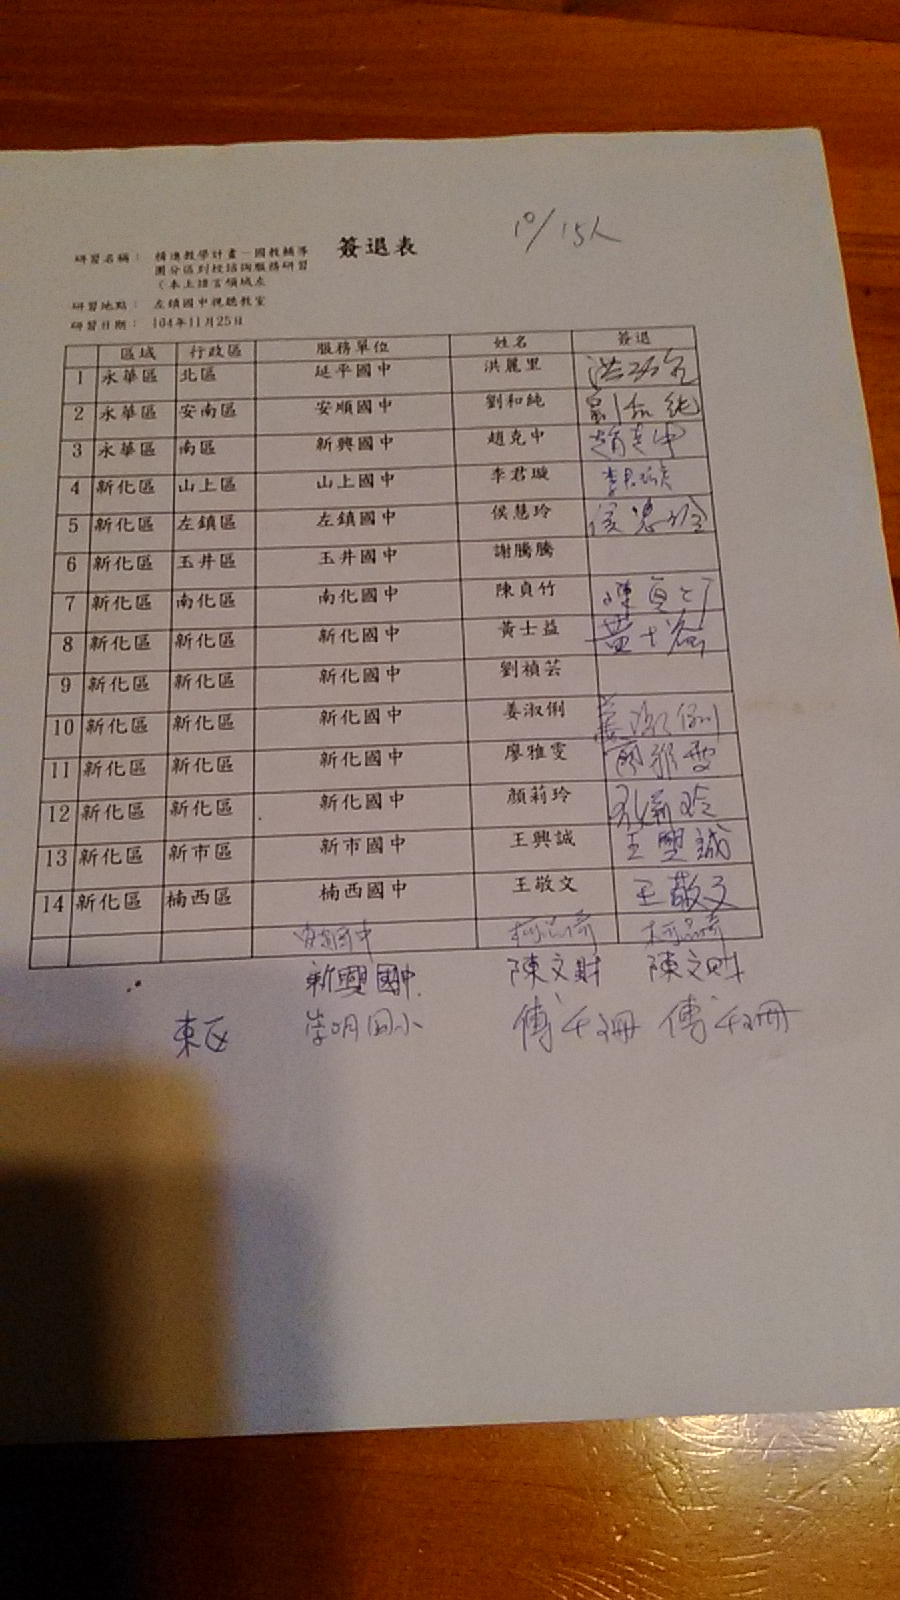 簽退表
10/15人
研習名稱： 精進教學計畫－國教輔導
團分區到校諮詢服務研習
（本土語言領域左
研習地點： 左鎮國中視聽教室
研習日期： 104年11月25日
區域 行政區 服務單位 姓名 簽退
1 永華區 北區 延平國中 洪麗里
2 永華區 安南區 安順國中 劉和純 劉和純
3 永華區 南區 新興國中 趙克中 趙克中
4 新化區 山上區 山上國中 李君璇
5 新化區 左鎮區 左鎮國中 侯慧玲 侯慧玲
6 新化區 玉井區 玉井國中 謝騰騰
7 新化區 南化區 南化國中 陳貞竹 陳貞竹
8 新化區 新化區 新化國中 黃士益 黃士益
9 新化區 新化區 新化國中 劉禎芸
10 新化區 新化區 新化國中 姜淑俐 姜淑俐
11 新化區 新化區 新化國中 廖雅雯 廖雅雯
12 新化區 新化區 新化國中 顏莉玲 顏莉玲
13 新化區 新市區 新市國中 王興誠 王興誠
14 新化區 楠西區 楠西國中 王敬文 王敬文
新興國中 陳文財 陳文財
東區 崇明國小